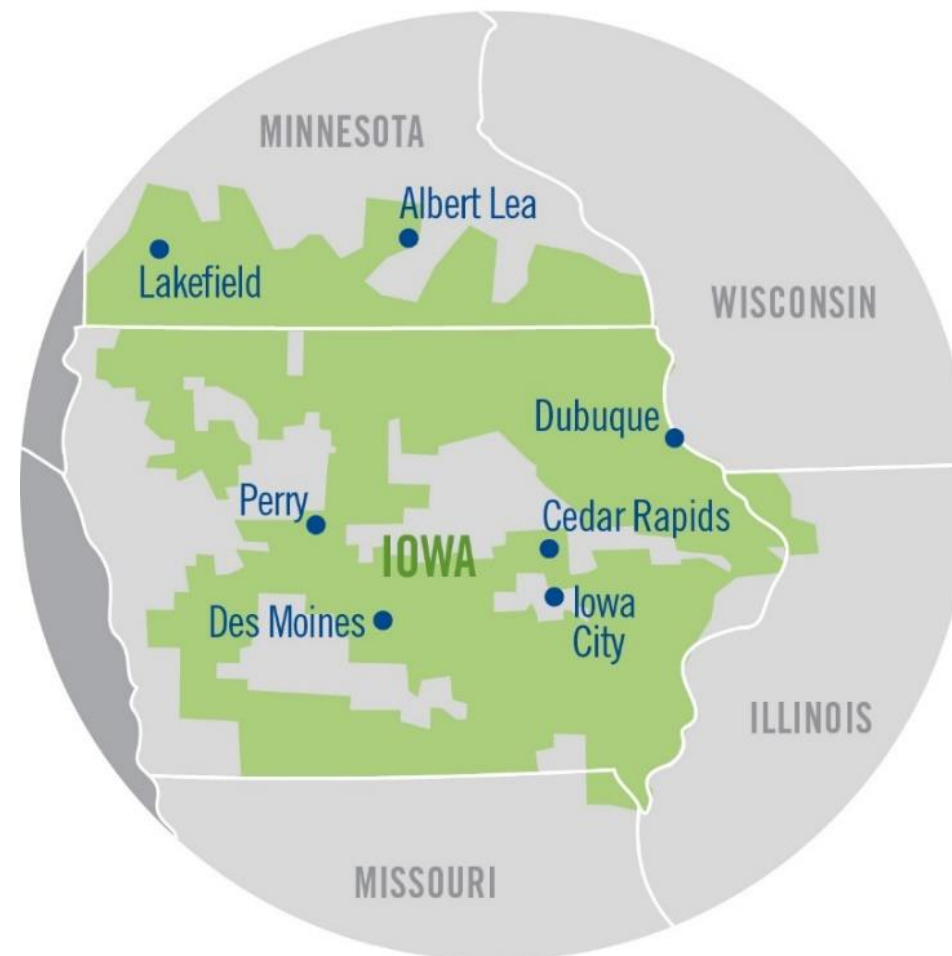 MINNESOTA
Albert Lea
Lakefield
WISCONSIN
Dubuque
Perry
Cedar Rapids
IOWA
Iowa
City
Des Moines
ILLINOIS
MISSOURI